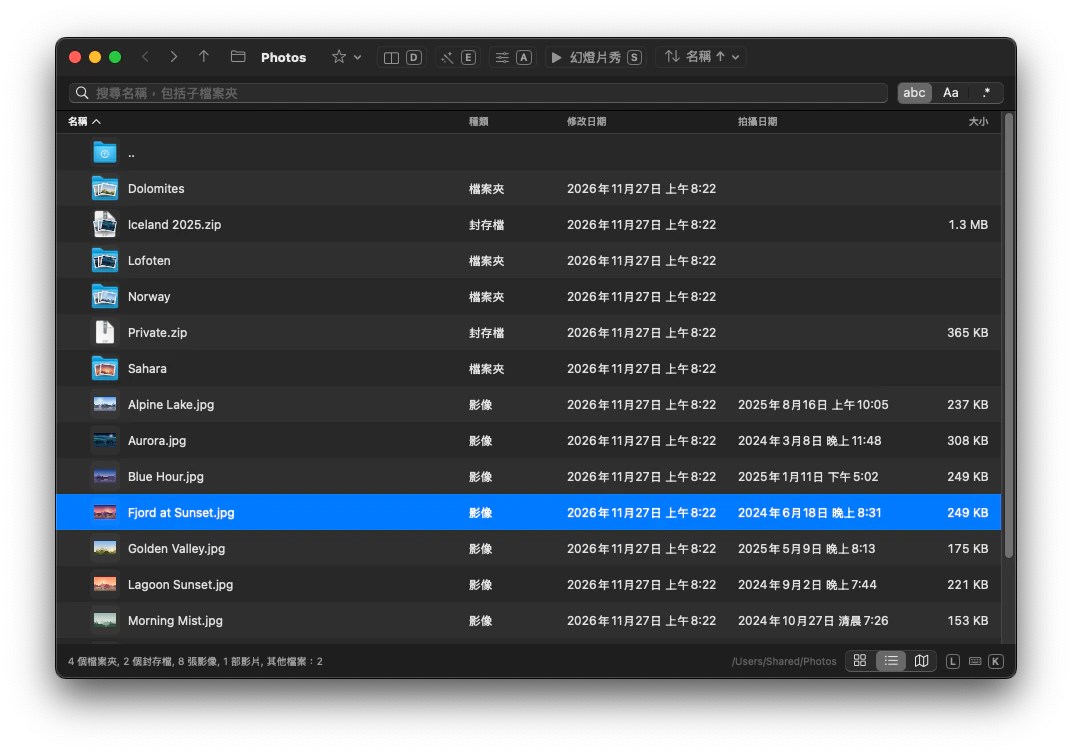 Photos D E A 幻燈片秀 S 名稱
搜尋名稱，包括子檔案夾 abc Aa .*
名稱 種類 修改日期 拍攝日期 大小
..
Dolomites 檔案夾 2026年11月27日 上午8:22
Iceland 2025.zip 封存檔 2026年11月27日 上午8:22 1.3 MB
Lofoten 檔案夾 2026年11月27日 上午8:22
Norway 檔案夾 2026年11月27日 上午8:22
Private.zip 封存檔 2026年11月27日 上午8:22 365 KB
Sahara 檔案夾 2026年11月27日 上午8:22
Alpine Lake.jpg 影像 2026年11月27日 上午8:22 2025年8月16日 上午10:05 237 KB
Aurora.jpg 影像 2026年11月27日 上午8:22 2024年3月8日 晚上11:48 308 KB
Blue Hour.jpg 影像 2026年11月27日 上午8:22 2025年1月11日 下午5:02 249 KB
Fjord at Sunset.jpg 影像 2026年11月27日 上午8:22 2024年6月18日 晚上8:31 249 KB
Golden Valley.jpg 影像 2026年11月27日 上午8:22 2025年5月9日 晚上8:13 175 KB
Lagoon Sunset.jpg 影像 2026年11月27日 上午8:22 2024年9月2日 晚上7:44 221 KB
Morning Mist.jpg 影像 2026年11月27日 上午8:22 2024年10月27日 清晨7:26 153 KB
4 個檔案夾, 2 個封存檔, 8 張影像, 1 部影片, 其他檔案：2 /Users/Shared/Photos L K